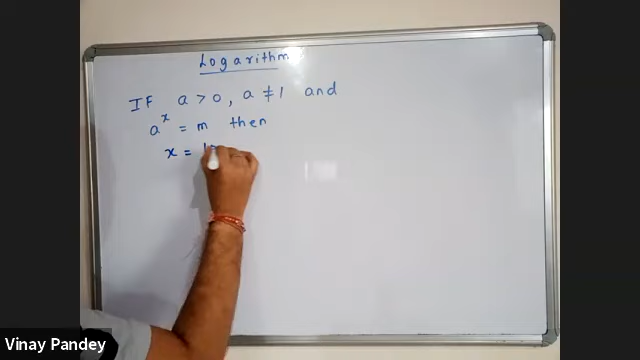 Logarithm
IF a > 0, a ≠ 1 and
aˣ = m then
x =
Vinay Pandey